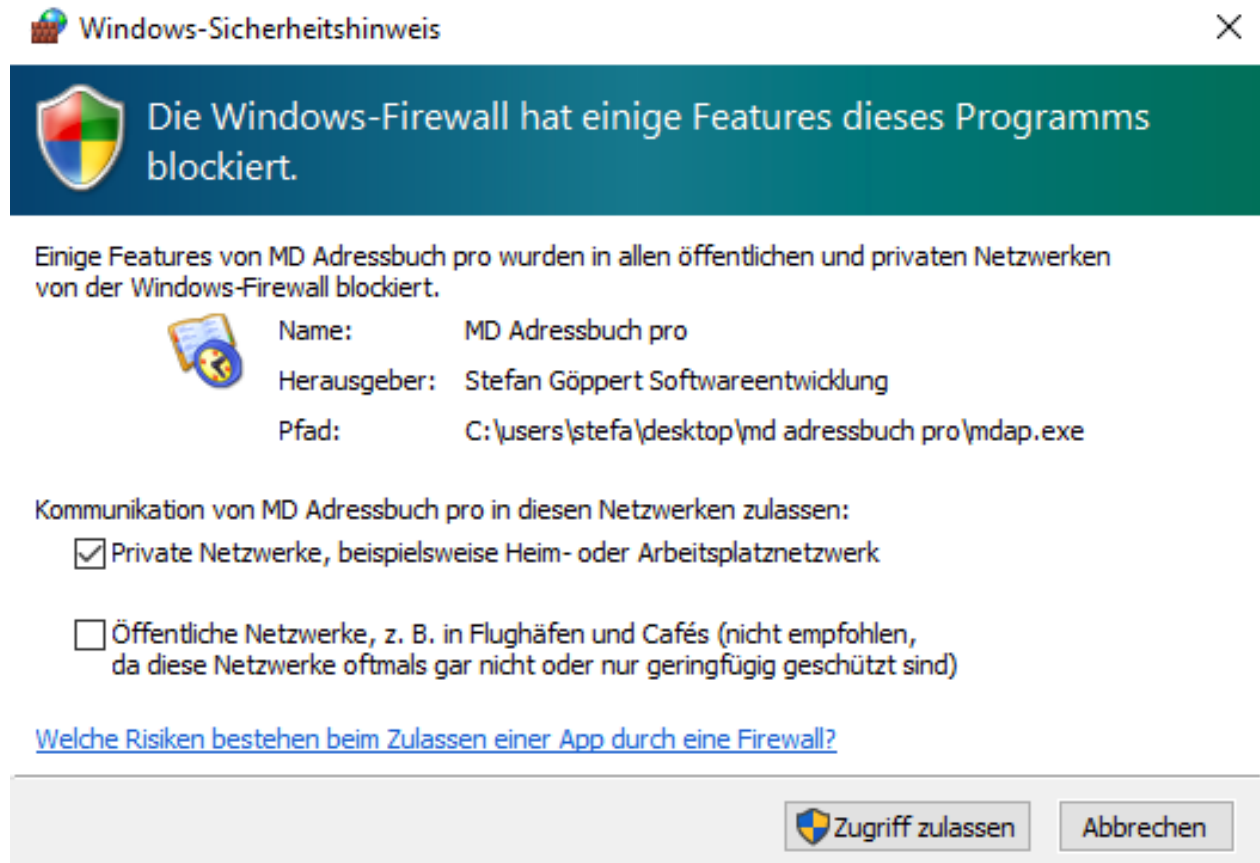 Windows-Sicherheitshinweis
Die Windows-Firewall hat einige Features dieses Programms
blockiert.
Einige Features von MD Adressbuch pro wurden in allen öffentlichen und privaten Netzwerken
von der Windows-Firewall blockiert.
Name: MD Adressbuch pro
Herausgeber: Stefan Göppert Softwareentwicklung
Pfad: C:\users\stefa\desktop\md adressbuch pro\mdap.exe
Kommunikation von MD Adressbuch pro in diesen Netzwerken zulassen:
Private Netzwerke, beispielsweise Heim- oder Arbeitsplatznetzwerk
Öffentliche Netzwerke, z. B. in Flughäfen und Cafés (nicht empfohlen,
da diese Netzwerke oftmals gar nicht oder nur geringfügig geschützt sind)
Welche Risiken bestehen beim Zulassen einer App durch eine Firewall?
Zugriff zulassen Abbrechen